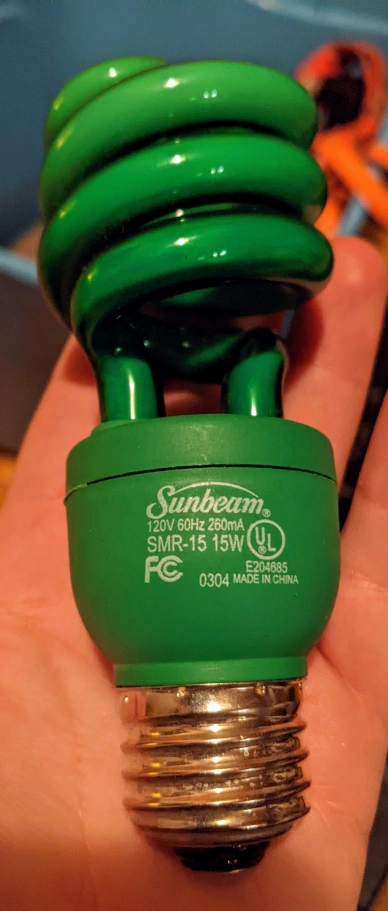 Sunbeam®
120V 60Hz 260mA
SMR-15 15W
UL®
FC
E204685
0304 MADE IN CHINA